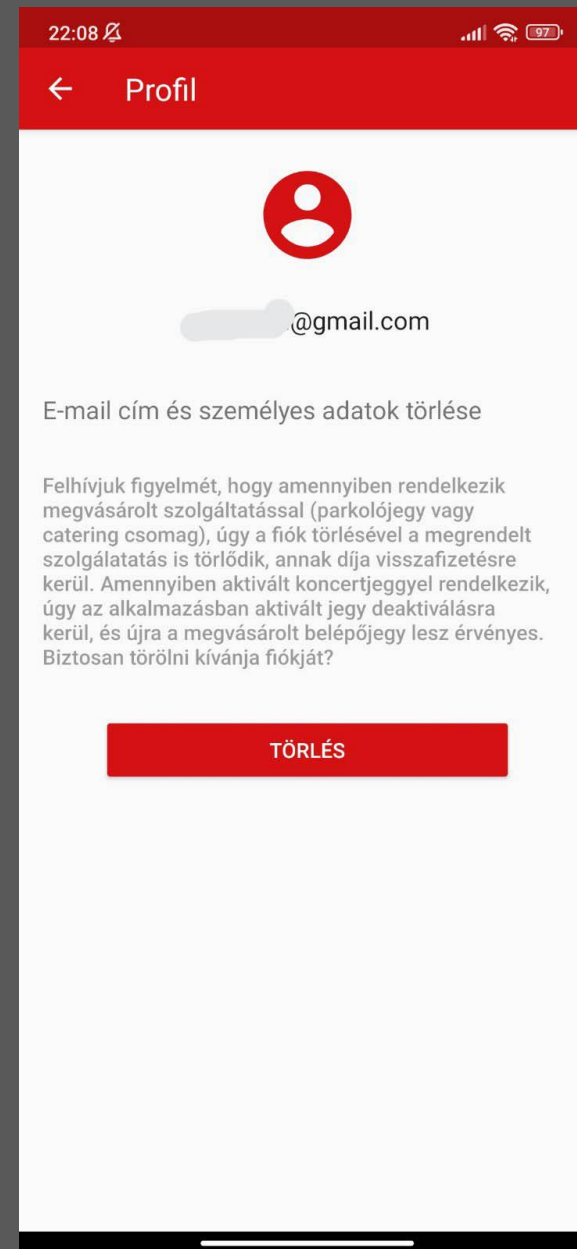 22:08
97
Profil
@gmail.com
E-mail cím és személyes adatok törlése
Felhívjuk figyelmét, hogy amennyiben rendelkezik
megvásárolt szolgáltatással (parkolójegy vagy
catering csomag), úgy a fiók törlésével a megrendelt
szolgálatatás is törlődik, annak díja visszafizetésre
kerül. Amennyiben aktivált koncertjeggyel rendelkezik,
úgy az alkalmazásban aktivált jegy deaktiválásra
kerül, és újra a megvásárolt belépőjegy lesz érvényes.
Biztosan törölni kívánja fiókját?
TÖRLÉS